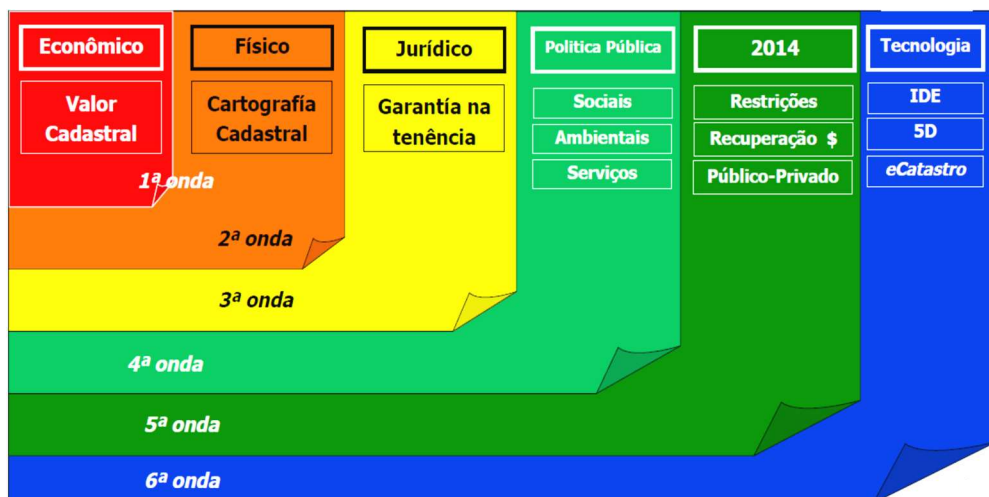 Econômico
Valor
Cadastral
1ª onda
Físico
Cartografía
Cadastral
2ª onda
Jurídico
Garantía na
tenência
3ª onda
Politica Pública
Sociais
Ambientais
Serviços
4ª onda
2014
Restrições
Recuperação $
Público-Privado
5ª onda
Tecnologia
IDE
5D
eCatastro
6ª onda